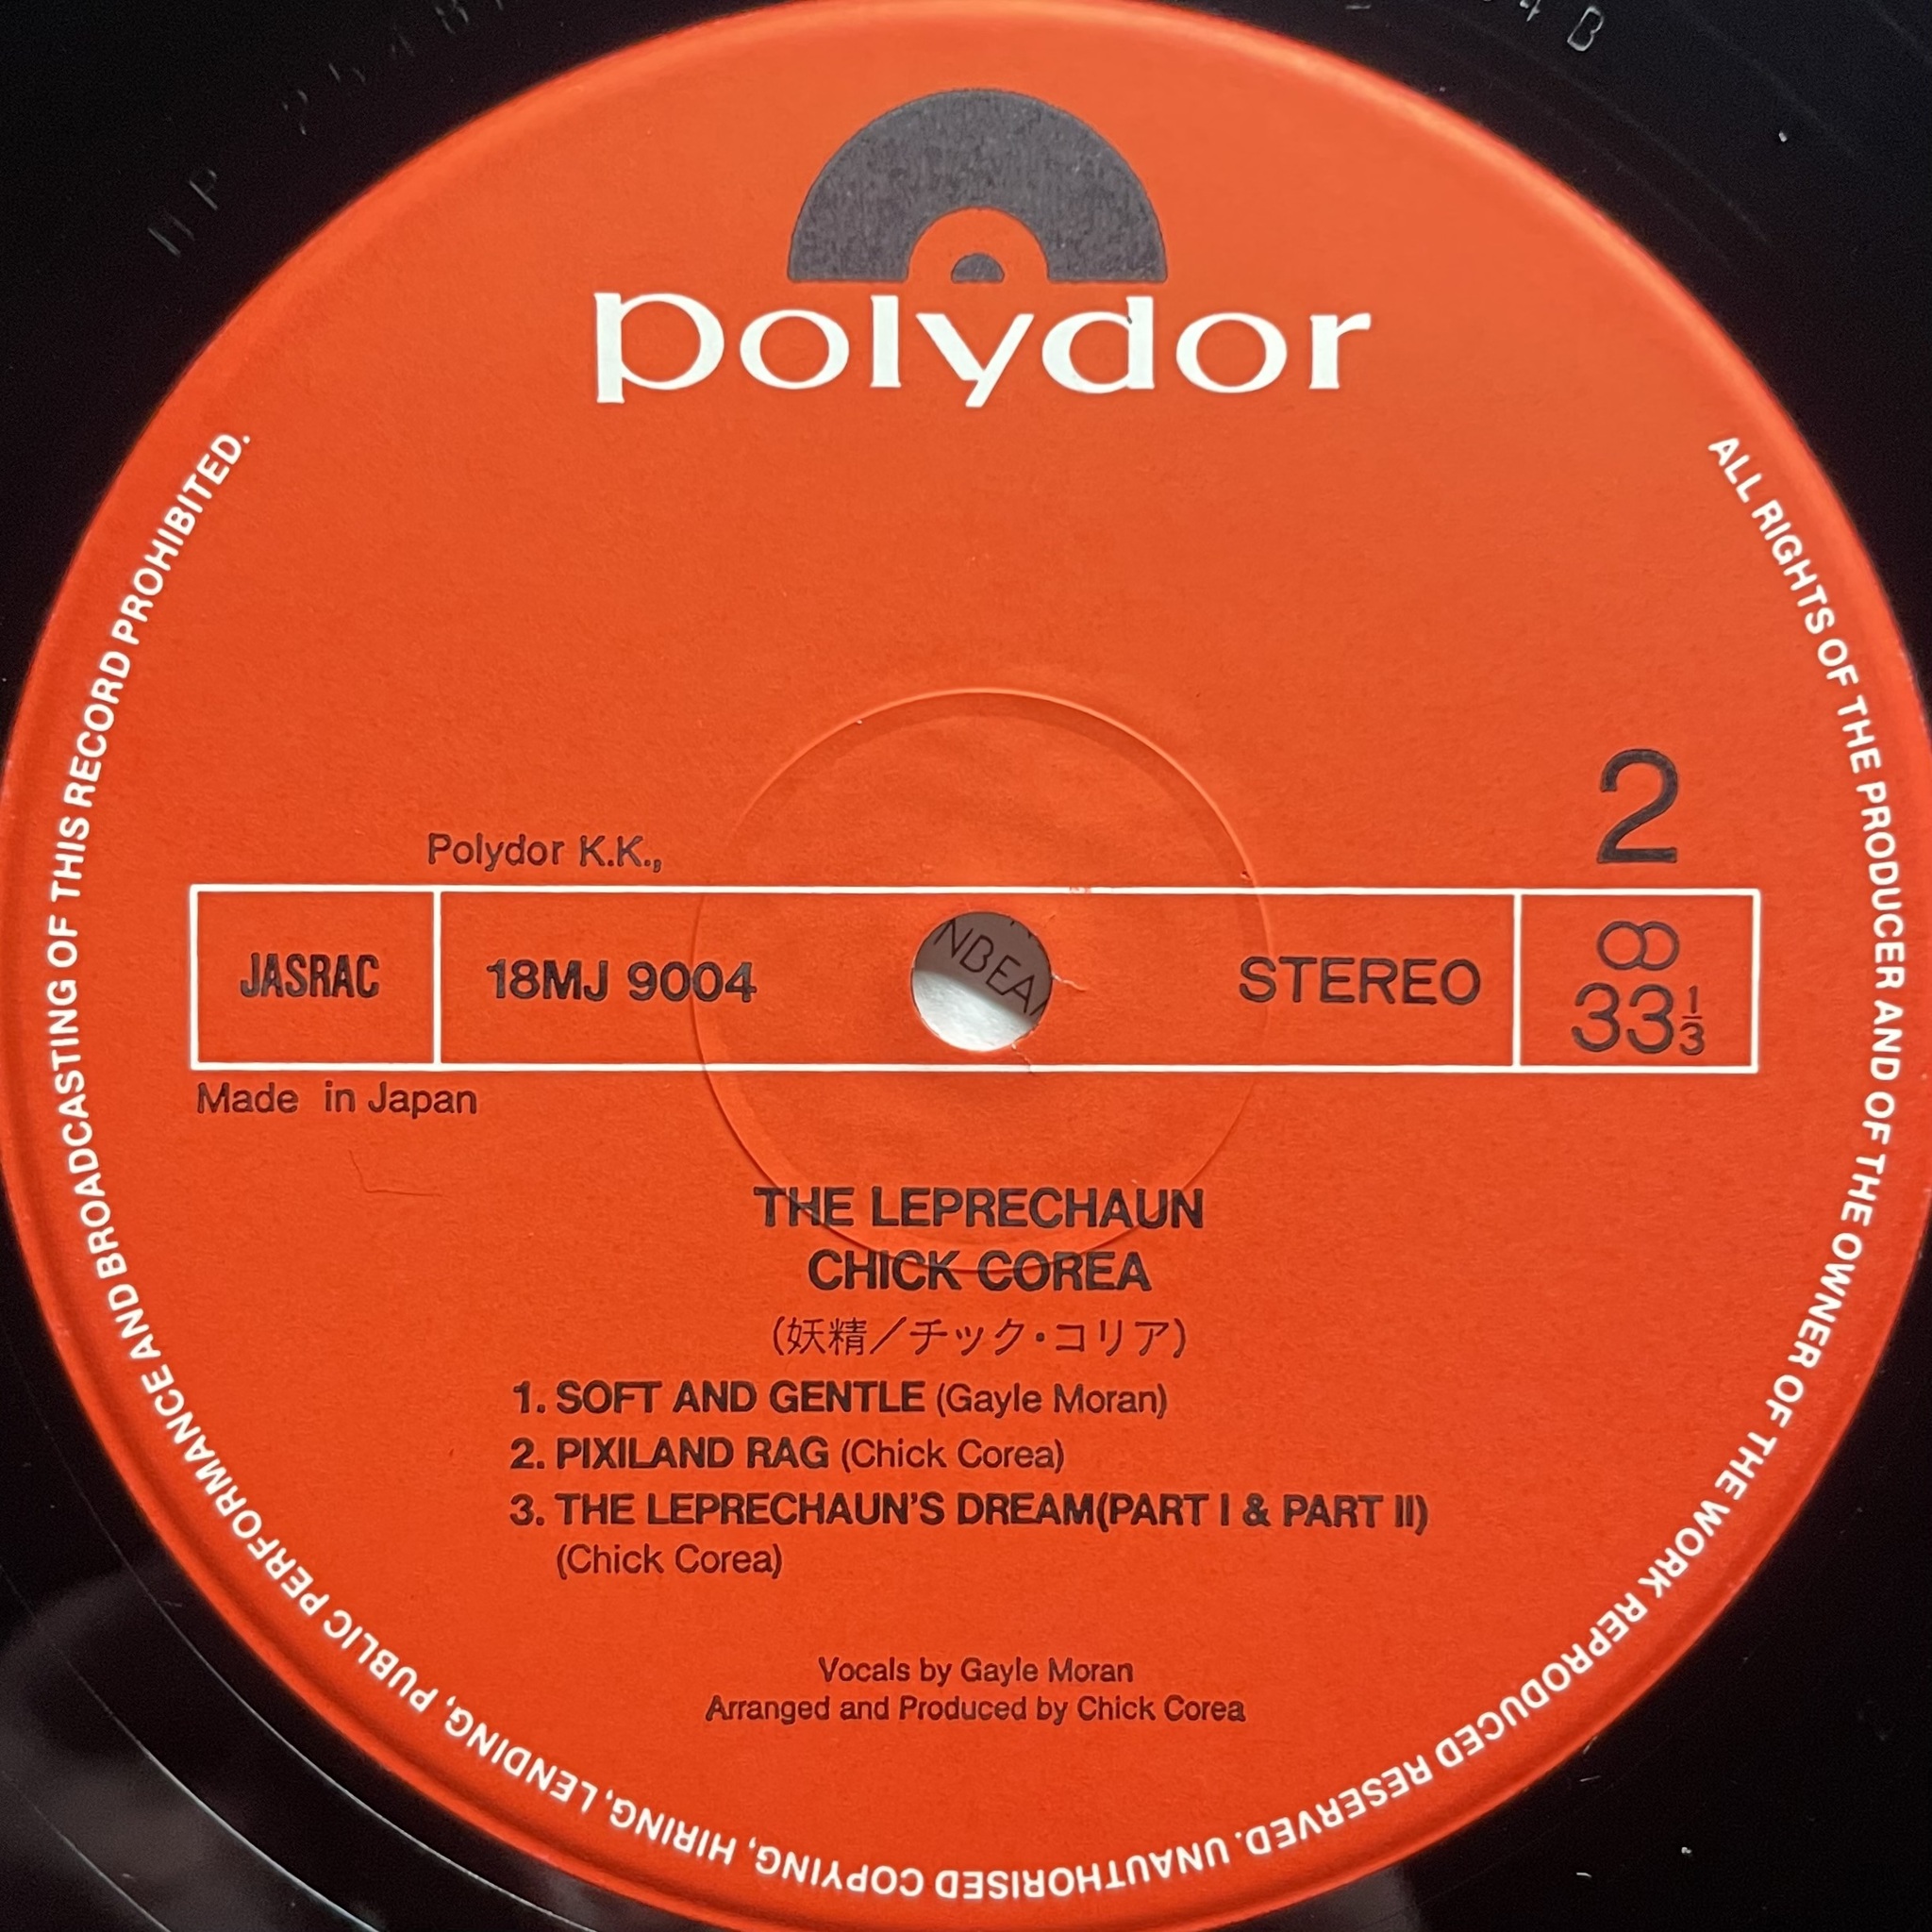 polydor
ALL RIGHTS OF THE PRODUCER AND OF THE OWNER OF THE WORK REPRODUCED RESERVED. UNAUTHORISED COPYING, HIRING, LENDING, PUBLIC PERFORMANCE AND BROADCASTING OF THIS RECORD PROHIBITED.
2
Polydor K.K.,
JASRAC 18MJ 9004 STEREO 33⅓
Made in Japan
THE LEPRECHAUN
CHICK COREA
(妖精／チック・コリア)
1. SOFT AND GENTLE (Gayle Moran)
2. PIXILAND RAG (Chick Corea)
3. THE LEPRECHAUN'S DREAM(PART I & PART II)
(Chick Corea)
Vocals by Gayle Moran
Arranged and Produced by Chick Corea